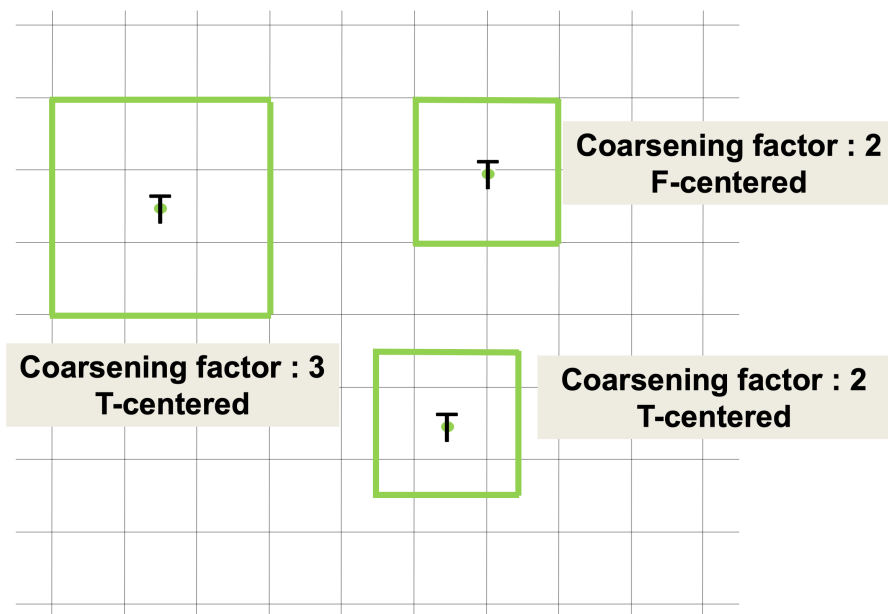 T
T
Coarsening factor : 2
F-centered
Coarsening factor : 3
T-centered
T
Coarsening factor : 2
T-centered